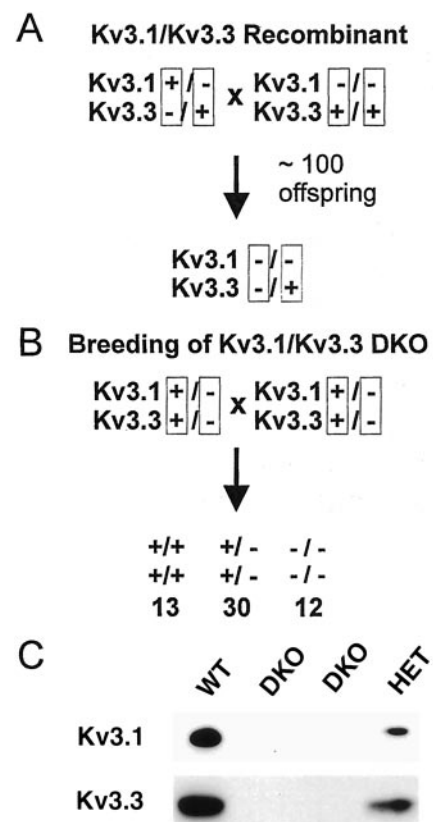 A Kv3.1/Kv3.3 Recombinant
Kv3.1 +/- x Kv3.1 -/-
Kv3.3 -/+ Kv3.3 +/+
~ 100
offspring
Kv3.1 -/-
Kv3.3 -/+
B Breeding of Kv3.1/Kv3.3 DKO
Kv3.1 +/- x Kv3.1 +/-
Kv3.3 +/- Kv3.3 +/-
+/+ +/- -/-
+/+ +/- -/-
13 30 12
C WT DKO DKO HET
Kv3.1
Kv3.3